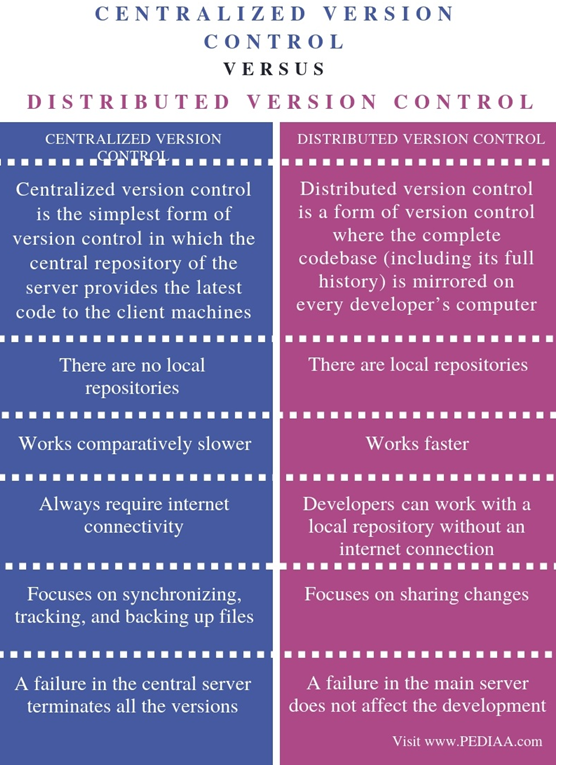 CENTRALIZED VERSION
CONTROL
VERSUS
DISTRIBUTED VERSION CONTROL
CENTRALIZED VERSION
CONTROL
Centralized version control
is the simplest form of
version control in which the
central repository of the
server provides the latest
code to the client machines
There are no local
repositories
Works comparatively slower
Always require internet
connectivity
Focuses on synchronizing,
tracking, and backing up files
A failure in the central server
terminates all the versions
DISTRIBUTED VERSION CONTROL
Distributed version control
is a form of version control
where the complete
codebase (including its full
history) is mirrored on
every developer's computer
There are local repositories
Works faster
Developers can work with a
local repository without an
internet connection
Focuses on sharing changes
A failure in the main server
does not affect the development
Visit www.PEDIAA.com